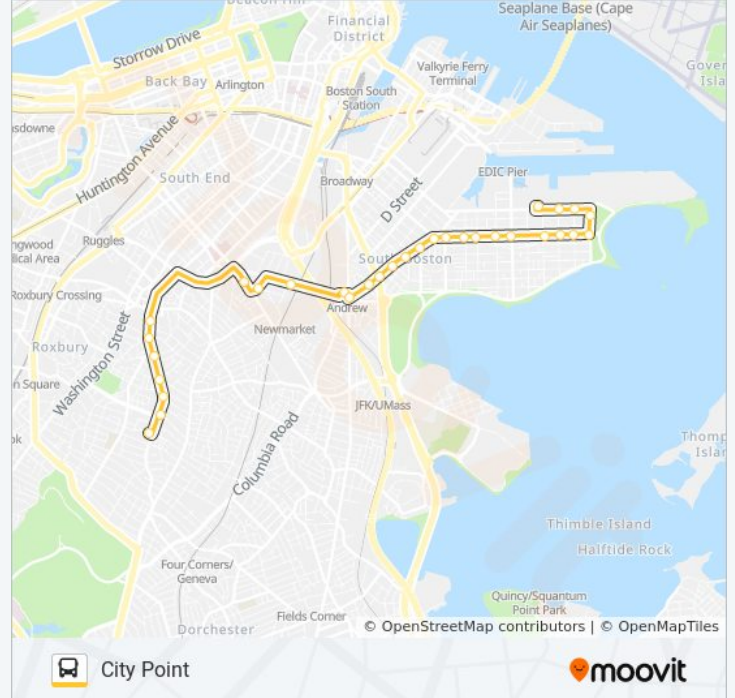 Deacon Hill
Financial
District
Seaplane Base (Cape
Air Seaplanes)
Storrow Drive
Valkyrie Ferry
Terminal
Gover
Isla
Back Bay
Arlington
Boston South
Station
nsdowne
Huntington Avenue
South End
Broadway
EDIC Pier
D Street
ngwood
ical Area
Ruggles
South Boston
Roxbury Crossing
Andrew
Newmarket
Roxbury
Washington Street
n Square
JFK/UMass
ok
Columbia Road
Thomp
Islan
Thimble Island
Halftide Rock
Four Corners/
Geneva
Quincy/Squantum
Point Park
Fields Corner
Dorchester
© OpenStreetMap contributors | © OpenMapTiles
City Point
moovit